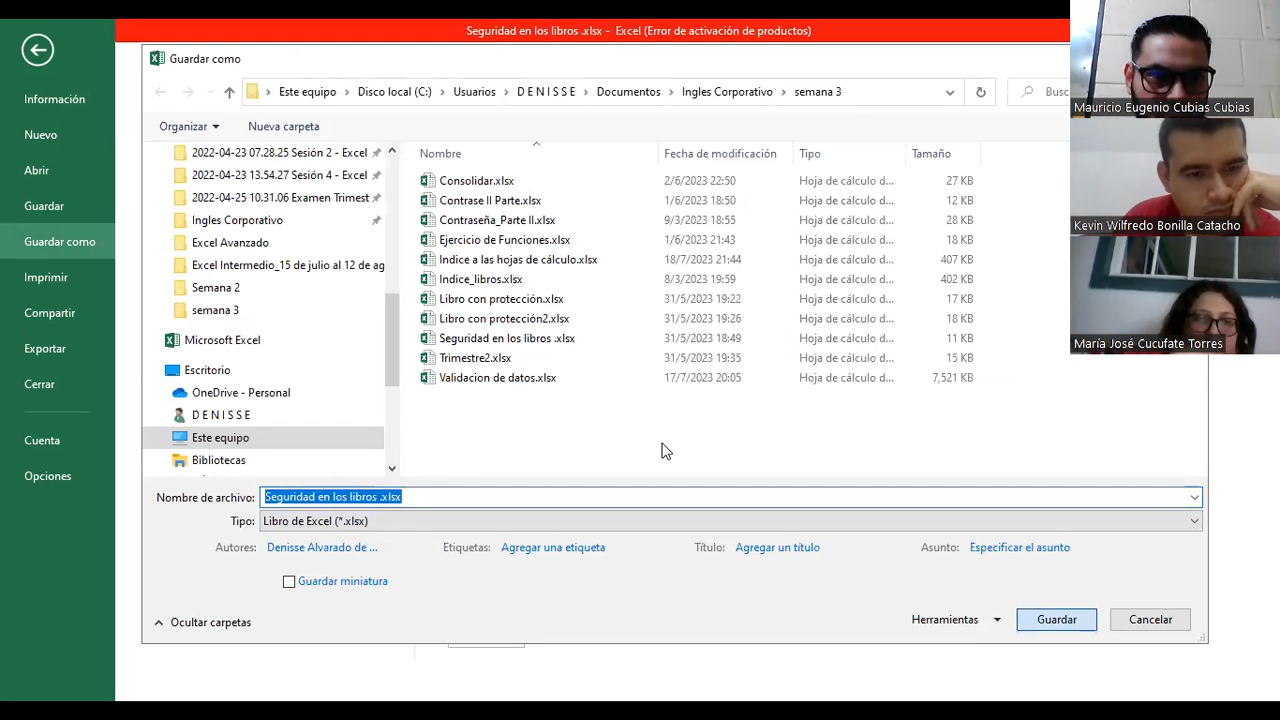 Seguridad en los libros .xlsx - Excel (Error de activación de productos)
Guardar como
Este equipo > Disco local (C:) > Usuarios > D E N I S S E > Documentos > Ingles Corporativo > semana 3
Organizar
Nueva carpeta
Información
Nuevo
Abrir
Guardar
Guardar como
Imprimir
Compartir
Exportar
Cerrar
Cuenta
Opciones
2022-04-23 07.28.25 Sesión 2 - Excel
2022-04-23 13.54.27 Sesión 4 - Excel
2022-04-25 10.31.06 Examen Trimest
Ingles Corporativo
Excel Avanzado
Excel Intermedio_15 de julio al 12 de ag
Semana 2
semana 3
Microsoft Excel
Escritorio
OneDrive - Personal
D E N I S S E
Este equipo
Bibliotecas
Nombre Fecha de modificación Tipo Tamaño
Consolidar.xlsx 2/6/2023 22:50 Hoja de cálculo d... 27 KB
Contrase II Parte.xlsx 1/6/2023 18:50 Hoja de cálculo d... 12 KB
Contraseña_Parte II.xlsx 9/3/2023 18:55 Hoja de cálculo d... 28 KB
Ejercicio de Funciones.xlsx 1/6/2023 21:43 Hoja de cálculo d... 18 KB
Indice a las hojas de cálculo.xlsx 18/7/2023 21:44 Hoja de cálculo d... 407 KB
Indice_libros.xlsx 8/3/2023 19:59 Hoja de cálculo d... 402 KB
Libro con protección.xlsx 31/5/2023 19:22 Hoja de cálculo d... 17 KB
Libro con protección2.xlsx 31/5/2023 19:26 Hoja de cálculo d... 18 KB
Seguridad en los libros .xlsx 31/5/2023 18:49 Hoja de cálculo d... 11 KB
Trimestre2.xlsx 31/5/2023 19:35 Hoja de cálculo d... 15 KB
Validacion de datos.xlsx 17/7/2023 20:05 Hoja de cálculo d... 7,521 KB
Nombre de archivo: Seguridad en los libros .xlsx
Tipo: Libro de Excel (*.xlsx)
Autores: Denisse Alvarado de ... Etiquetas: Agregar una etiqueta Título: Agregar un título Asunto: Especificar el asunto
Guardar miniatura
Ocultar carpetas
Herramientas Guardar Cancelar
Busc
Mauricio Eugenio Cubias Cubias
Kevin Wilfredo Bonilla Catacho
María José Cucufate Torres